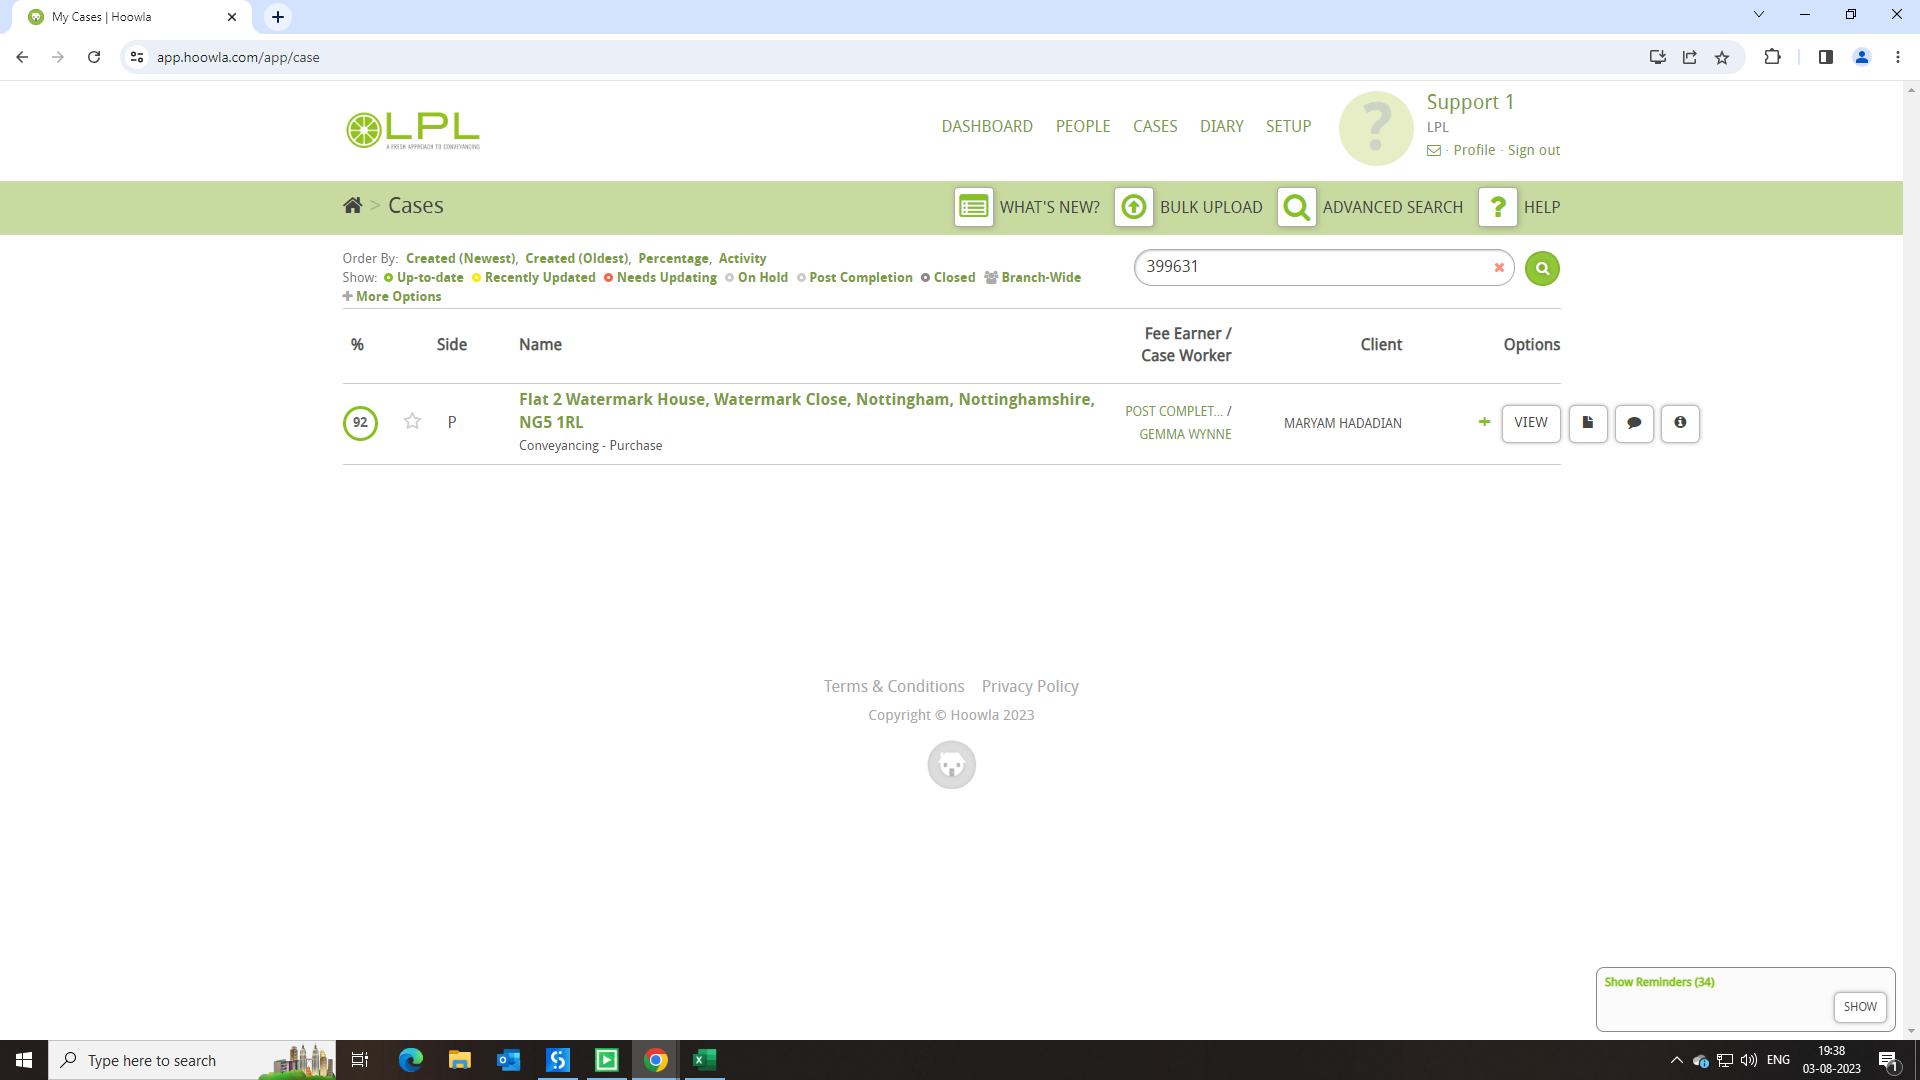 My Cases | Hoowla
app.hoowla.com/app/case
LPL
A FRESH APPROACH TO CONVEYANCING
DASHBOARD PEOPLE CASES DIARY SETUP
?
Support 1
LPL
· Profile · Sign out
> Cases
WHAT'S NEW? BULK UPLOAD ADVANCED SEARCH ? HELP
Order By: Created (Newest), Created (Oldest), Percentage, Activity
Show: Up-to-date Recently Updated Needs Updating On Hold Post Completion Closed Branch-Wide
More Options
399631
% Side Name Fee Earner / Case Worker Client Options
92 P Flat 2 Watermark House, Watermark Close, Nottingham, Nottinghamshire,
NG5 1RL
Conveyancing - Purchase
POST COMPLET... /
GEMMA WYNNE
MARYAM HADADIAN
VIEW
Terms & Conditions Privacy Policy
Copyright © Hoowla 2023
Show Reminders (34)
SHOW
Type here to search
ENG
19:38
03-08-2023
1